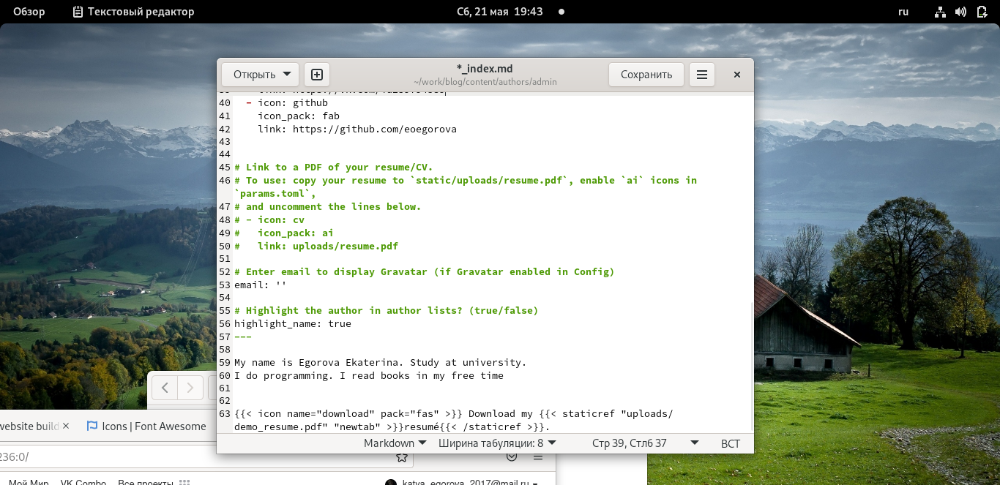 Обзор Текстовый редактор Сб, 21 мая 19:43 ru
Открыть *_index.md Сохранить
~/work/blog/content/authors/admin
40 - icon: github
41 icon_pack: fab
42 link: https://github.com/eoegorova
43
44
45 # Link to a PDF of your resume/CV.
46 # To use: copy your resume to `static/uploads/resume.pdf`, enable `ai` icons in
`params.toml`,
47 # and uncomment the lines below.
48 # - icon: cv
49 #   icon_pack: ai
50 #   link: uploads/resume.pdf
51
52 # Enter email to display Gravatar (if Gravatar enabled in Config)
53 email: ''
54
55 # Highlight the author in author lists? (true/false)
56 highlight_name: true
57 ---
58
59 My name is Egorova Ekaterina. Study at university.
60 I do programming. I read books in my free time
61
62
63 {{< icon name="download" pack="fas" >}} Download my {{< staticref "uploads/
demo_resume.pdf" "newtab" >}}resumé{{< /staticref >}}.
Markdown Ширина табуляции: 8 Стр 39, Стлб 37 ВСТ
website build Icons | Font Awesome
236:0/
Мой Мир VK Combo Все проекты katya_egorova_2017@mail.ru